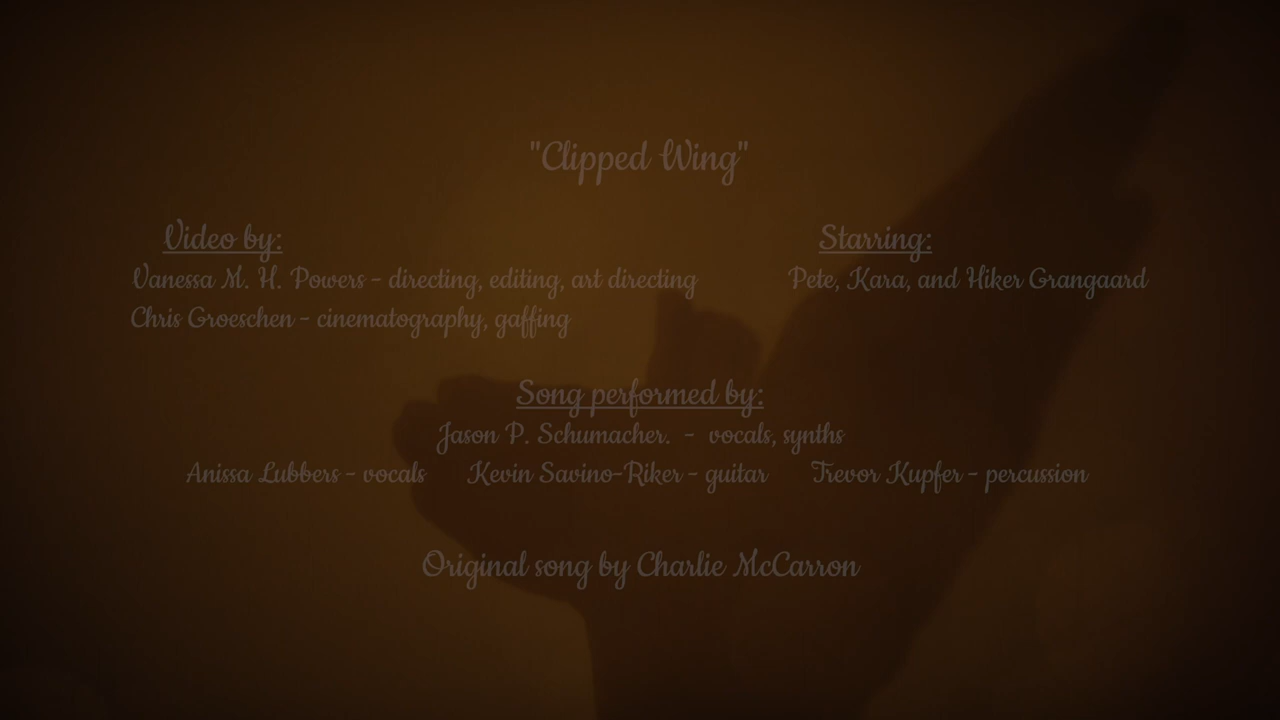 "Clipped Wing"
Video by:
Vanessa M. H. Powers - directing, editing, art directing
Chris Groeschen - cinematography, gaffing
Starring:
Pete, Kara, and Hiker Grangaard
Song performed by:
Jason P. Schumacher. - vocals, synths
Anissa Lubbers - vocals Kevin Savino-Riker - guitar Trevor Kupfer - percussion
Original song by Charlie McCarron